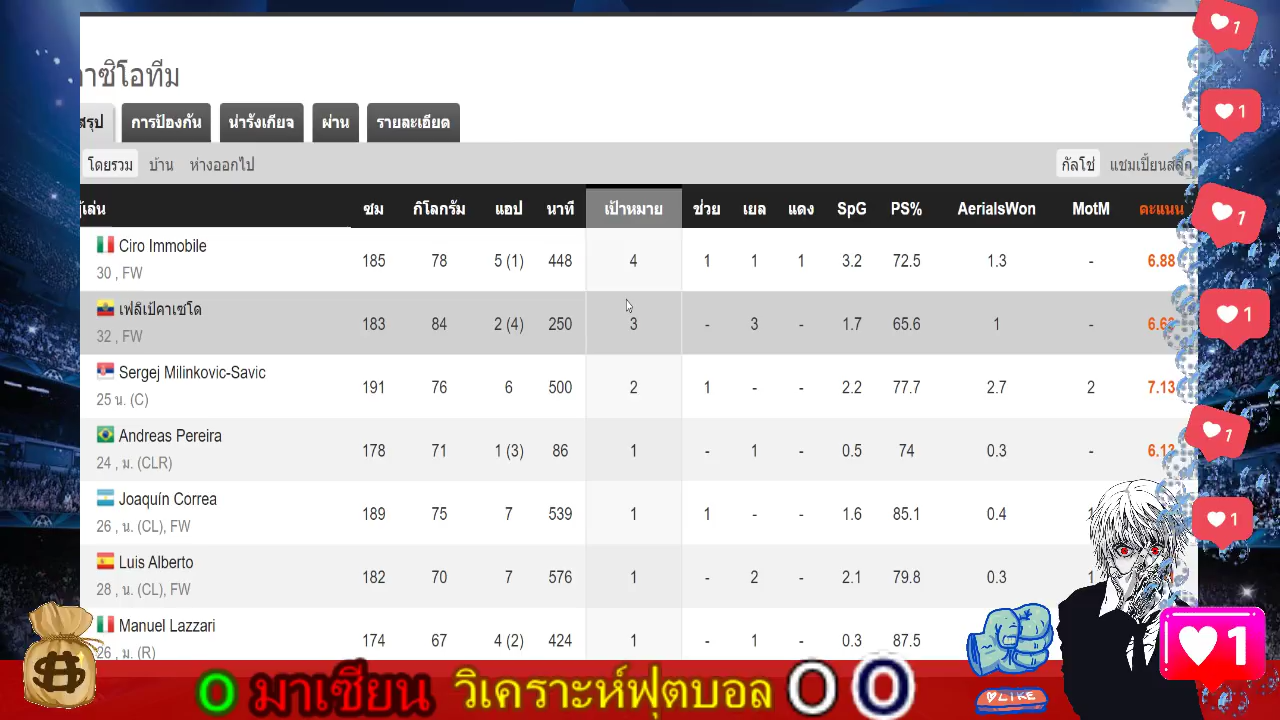 าซิโอทีม
สรุป การป้องกัน น่ารังเกียจ ผ่าน รายละเอียด
โดยรวม บ้าน ห่างออกไป กัลโช่ แชมเปี้ยนส์ลีก
ผู้เล่น ซม กิโลกรัม แอป นาที เป้าหมาย ช่วย เยล แดง SpG PS% AerialsWon MotM คะแนน
Ciro Immobile
30 , FW 185 78 5 (1) 448 4 1 1 1 3.2 72.5 1.3 - 6.88
เฟลิเป้คาเซโด
32 , FW 183 84 2 (4) 250 3 - 3 - 1.7 65.6 1 -
Sergej Milinkovic-Savic
25 น. (C) 191 76 6 500 2 1 - - 2.2 77.7 2.7 2 7.13
Andreas Pereira
24 , ม. (CLR) 178 71 1 (3) 86 1 - 1 - 0.5 74 0.3 -
Joaquín Correa
26 , น. (CL), FW 189 75 7 539 1 1 - - 1.6 85.1 0.4
Luis Alberto
28 , น. (CL), FW 182 70 7 576 1 - 2 - 2.1 79.8 0.3
Manuel Lazzari
26 , ม. (R) 174 67 4 (2) 424 1 - 1 - 0.3 87.5
1
1
1
1
1
1
1
LIKE
O มาเซียน วิเคราะห์ฟุตบอล O O